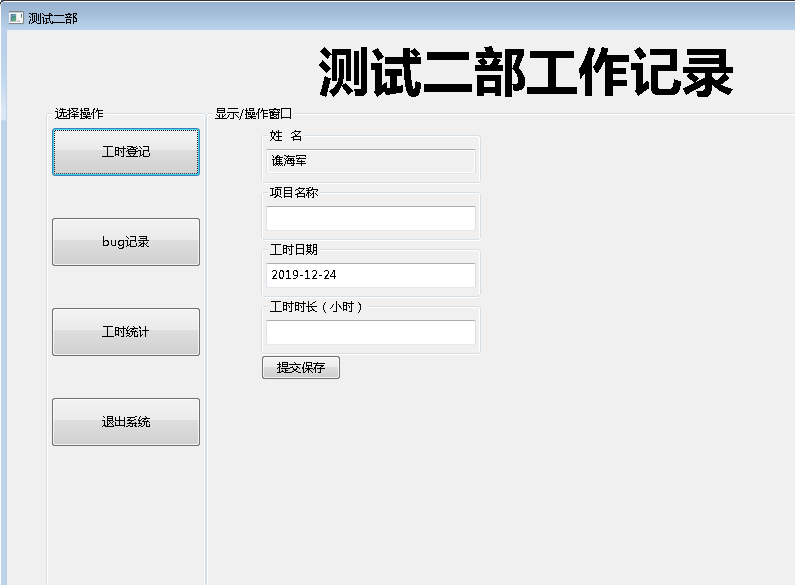 测试二部
测试二部工作记录
选择操作
工时登记
bug记录
工时统计
退出系统
显示/操作窗口
姓 名
谯海军
项目名称
工时日期
2019-12-24
工时时长（小时）
提交保存